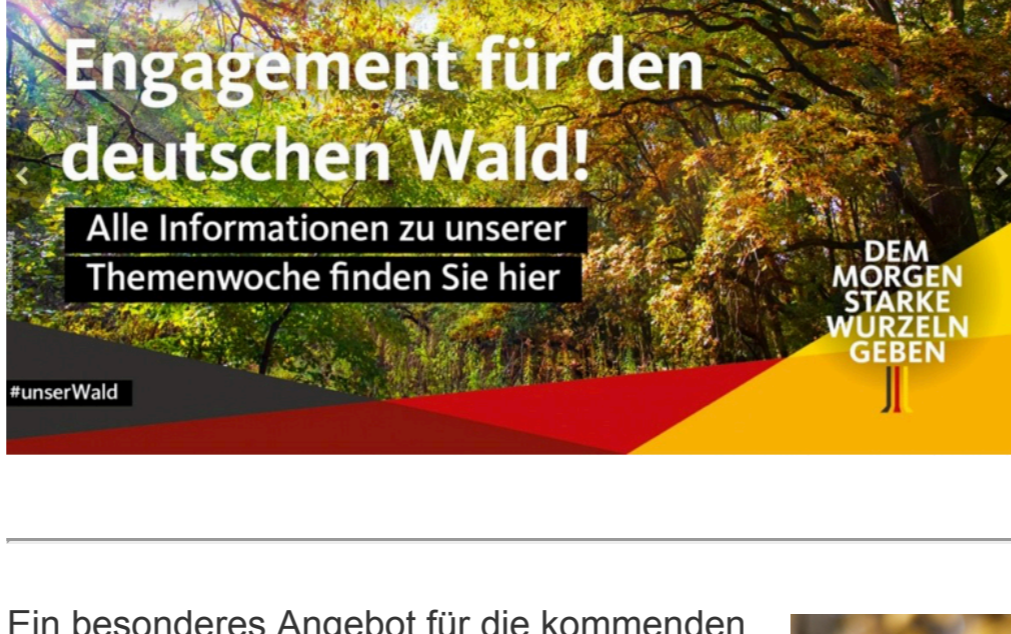 Engagement für den
deutschen Wald!
Alle Informationen zu unserer
Themenwoche finden Sie hier
DEM
MORGEN
STARKE
WURZELN
GEBEN
#unserWald
Ein besonderes Angebot für die kommenden